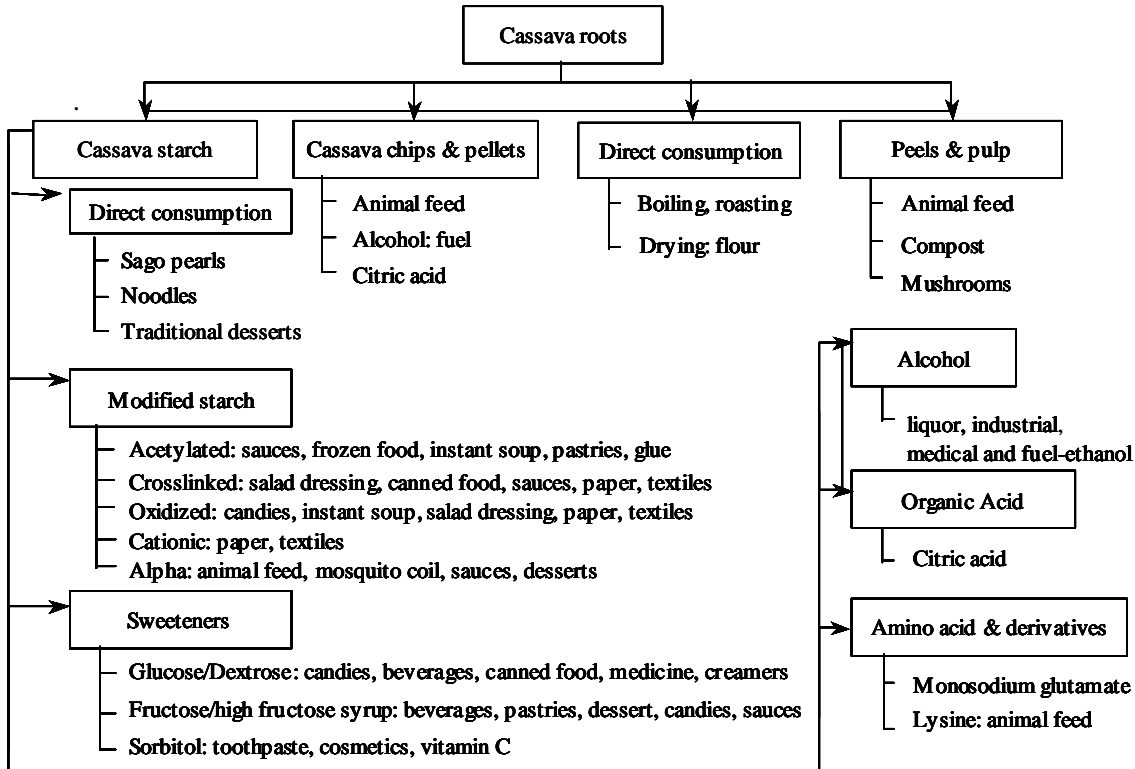 Cassava roots
Cassava starch
Cassava chips & pellets
Direct consumption
Peels & pulp
Direct consumption
Sago pearls
Noodles
Traditional desserts
Animal feed
Alcohol: fuel
Citric acid
Boiling, roasting
Drying: flour
Animal feed
Compost
Mushrooms
Modified starch
Acetylated: sauces, frozen food, instant soup, pastries, glue
Crosslinked: salad dressing, canned food, sauces, paper, textiles
Oxidized: candies, instant soup, salad dressing, paper, textiles
Cationic: paper, textiles
Alpha: animal feed, mosquito coil, sauces, desserts
Sweeteners
Glucose/Dextrose: candies, beverages, canned food, medicine, creamers
Fructose/high fructose syrup: beverages, pastries, dessert, candies, sauces
Sorbitol: toothpaste, cosmetics, vitamin C
Alcohol
liquor, industrial,
medical and fuel-ethanol
Organic Acid
Citric acid
Amino acid & derivatives
Monosodium glutamate
Lysine: animal feed